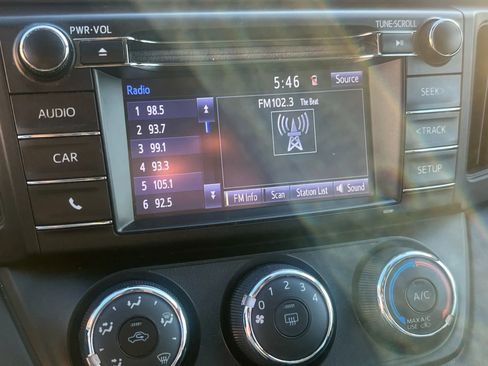 PWR•VOL
TUNE•SCROLL
AUDIO
CAR
Radio
5:46
Source
1 98.5
2 93.7
3 99.1
4 93.3
5 105.1
6 92.5
FM102.3 The Beat
FM Info
Scan
Station List
Sound
SEEK>
<TRACK
SETUP
0 1 2 3 4
A/C
MAX A/C
USE